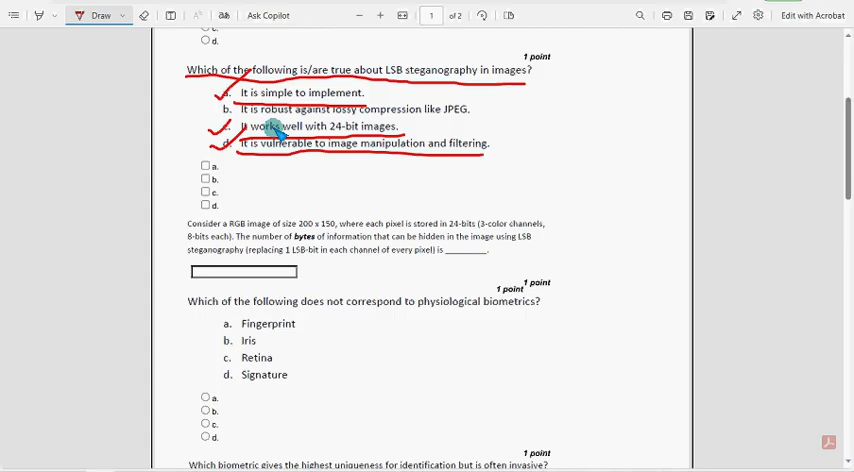 Draw
Ask Copilot
1
of 2
Edit with Acrobat
c.
d.
1 point
Which of the following is/are true about LSB steganography in images?
a. It is simple to implement.
b. It is robust against lossy compression like JPEG.
c. It works well with 24-bit images.
d. It is vulnerable to image manipulation and filtering.
a.
b.
c.
d.
Consider a RGB image of size 200 x 150, where each pixel is stored in 24-bits (3-color channels,
8-bits each). The number of bytes of information that can be hidden in the image using LSB
steganography (replacing 1 LSB-bit in each channel of every pixel) is _________.
1 point
1 point
Which of the following does not correspond to physiological biometrics?
a. Fingerprint
b. Iris
c. Retina
d. Signature
a.
b.
c.
d.
1 point
Which biometric gives the highest uniqueness for identification but is often invasive?